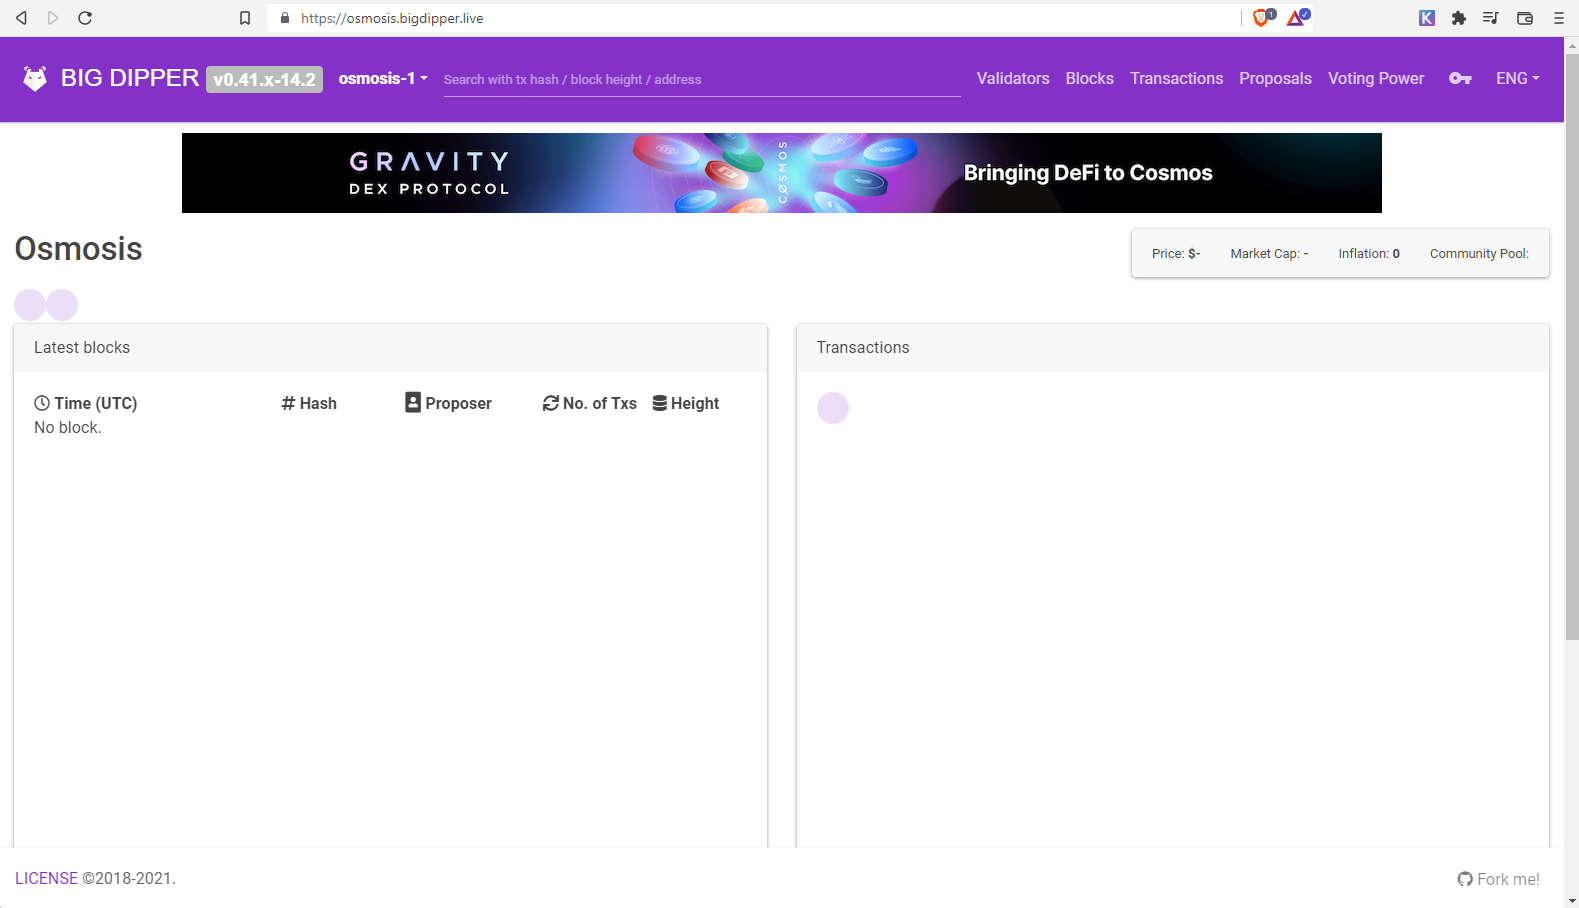 https://osmosis.bigdipper.live
1
K
BIG DIPPER v0.41.x-14.2 osmosis-1 Search with tx hash / block height / address Validators Blocks Transactions Proposals Voting Power ENG
GRAVITY
DEX PROTOCOL
COSMOS
Bringing DeFi to Cosmos
Osmosis
Price: $- Market Cap: - Inflation: 0 Community Pool:
Latest blocks
Time (UTC) # Hash Proposer No. of Txs Height
No block.
Transactions
LICENSE ©2018-2021.
Fork me!